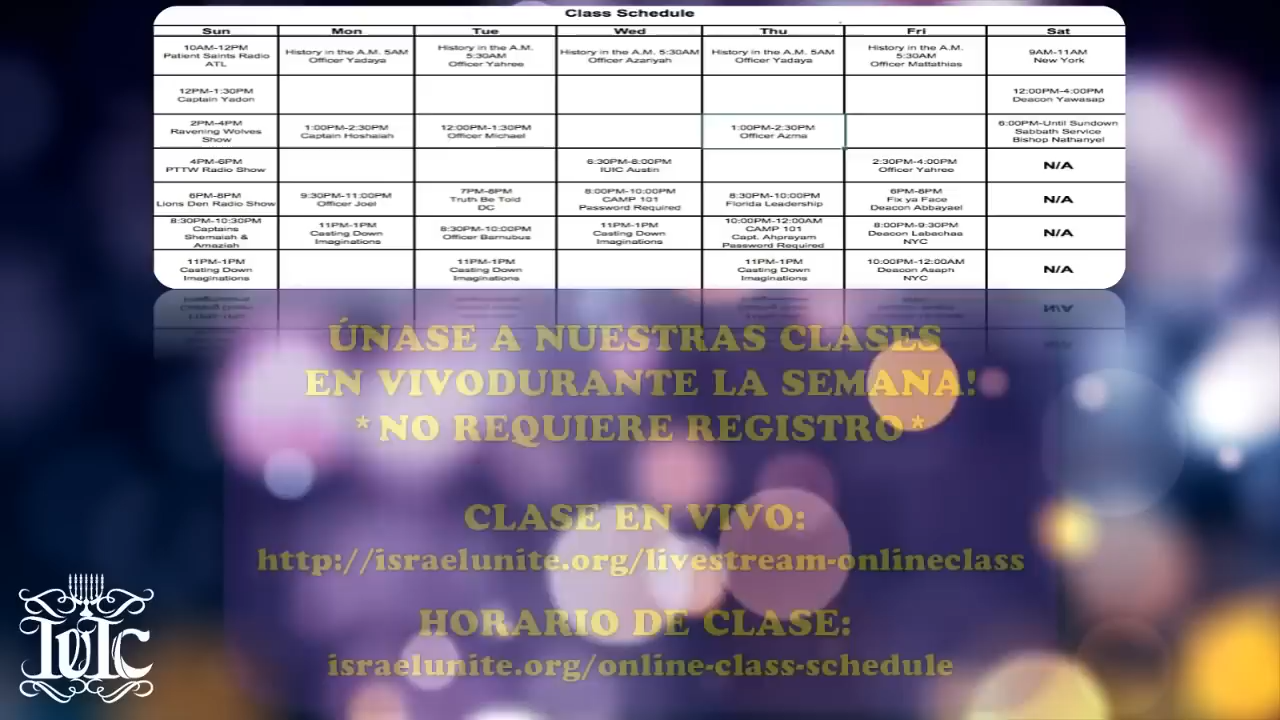 Class Schedule
Sun Mon Tue Wed Thu Fri Sat
10AM-12PM
Patient Saints Radio
ATL
History in the A.M. 5AM
Officer Yadaya
History in the A.M.
5:30AM
Officer Yahree
History in the A.M. 5:30AM
Officer Azariyah
History in the A.M. 5AM
Officer Yadaya
History in the A.M.
5:30AM
Officer Mattathias
9AM-11AM
New York
12PM-1:30PM
Captain Yadon
12:00PM-4:00PM
Deacon Yawasap
2PM-4PM
Ravening Wolves
Show
1:00PM-2:30PM
Captain Hoshaiah
12:00PM-1:30PM
Officer Michael
1:00PM-2:30PM
Officer Azma
6:00PM-Until Sundown
Sabbath Service
Bishop Nathanyel
4PM-6PM
PTTW Radio Show
6:30PM-8:00PM
IUIC Austin
2:30PM-4:00PM
Officer Yahree
N/A
6PM-8PM
Lions Den Radio Show
9:30PM-11:00PM
Officer Joel
7PM-8PM
Truth Be Told
DC
8:00PM-10:00PM
CAMP 101
Password Required
8:30PM-10:00PM
Florida Leadership
6PM-8PM
Fix ya Face
Deacon Abbayael
N/A
8:30PM-10:30PM
Captains
Shemaiah &
Amaziah
11PM-1PM
Casting Down
Imaginations
8:30PM-10:00PM
Officer Barnubus
11PM-1PM
Casting Down
Imaginations
10:00PM-12:00AM
CAMP 101
Capt. Ahprayam
Password Required
8:00PM-9:30PM
Deacon Labachaa
NYC
N/A
11PM-1PM
Casting Down
Imaginations
11PM-1PM
Casting Down
Imaginations
11PM-1PM
Casting Down
Imaginations
10:00PM-12:00AM
Deacon Asaph
NYC
N/A
ÚNASE A NUESTRAS CLASES
EN VIVODURANTE LA SEMANA!
*NO REQUIERE REGISTRO*
CLASE EN VIVO:
http://israelunite.org/livestream-onlineclass
HORARIO DE CLASE:
israelunite.org/online-class-schedule
IUIC